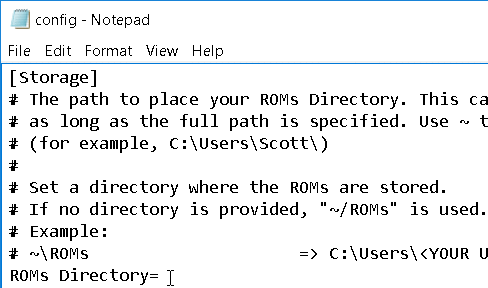 config - Notepad
File Edit Format View Help
[Storage]
# The path to place your ROMs Directory. This ca
# as long as the full path is specified. Use ~ t
# (for example, C:\Users\Scott\)
#
# Set a directory where the ROMs are stored.
# If no directory is provided, "~/ROMs" is used.
# Example:
# ~\ROMs => C:\Users\<YOUR U
ROMs Directory=